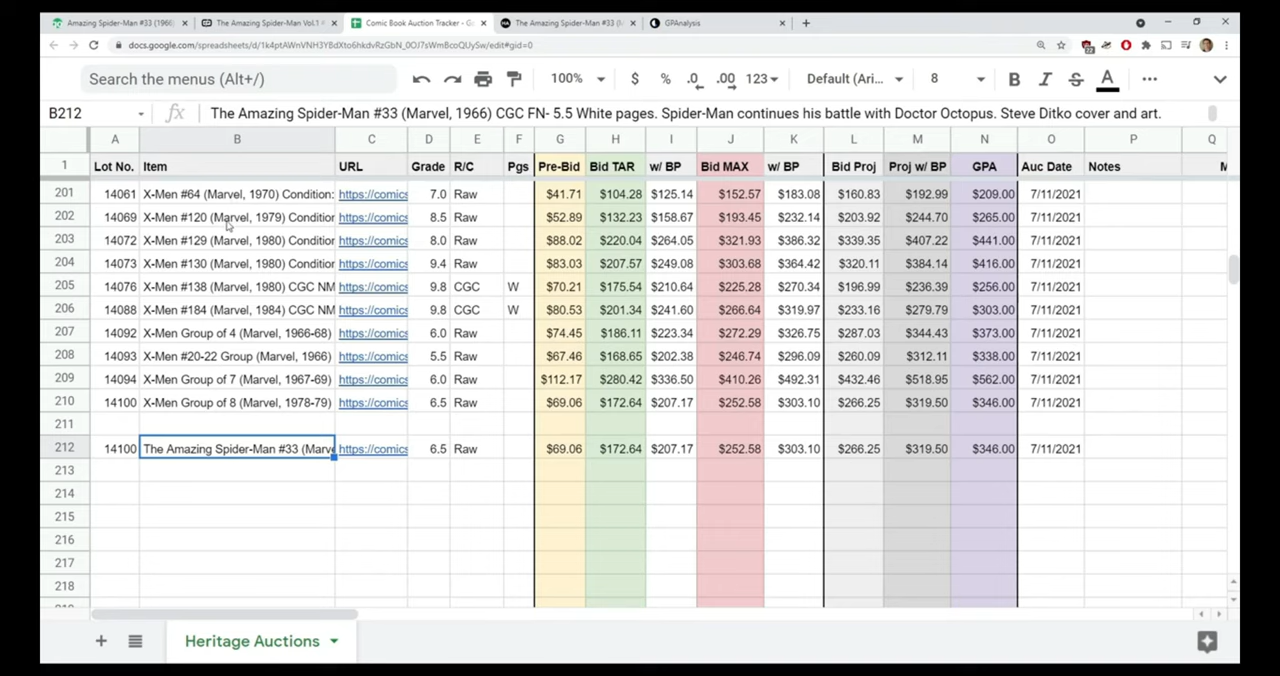 Amazing Spider-Man #33 (1966) × The Amazing Spider-Man Vol.1 # × Comic Book Auction Tracker - G × The Amazing Spider-Man #33 (M × GPAnalysis × +
docs.google.com/spreadsheets/d/1k4ptAWnVNH3YBdXto6hkdvRzGbN_0OJ7sWmBcoQUySw/edit#gid=0
Search the menus (Alt+/) 100% $ % .0 .00 123 Default (Ari... 8 B I S A
B212 fx The Amazing Spider-Man #33 (Marvel, 1966) CGC FN- 5.5 White pages. Spider-Man continues his battle with Doctor Octopus. Steve Ditko cover and art.
A B C D E F G H I J K L M N O P Q
1 Lot No. Item URL Grade R/C Pgs Pre-Bid Bid TAR w/ BP Bid MAX w/ BP Bid Proj Proj w/ BP GPA Auc Date Notes M
201 14061 X-Men #64 (Marvel, 1970) Condition: https://comics 7.0 Raw $41.71 $104.28 $125.14 $152.57 $183.08 $160.83 $192.99 $209.00 7/11/2021
202 14069 X-Men #120 (Marvel, 1979) Condition https://comics 8.5 Raw $52.89 $132.23 $158.67 $193.45 $232.14 $203.92 $244.70 $265.00 7/11/2021
203 14072 X-Men #129 (Marvel, 1980) Condition https://comics 8.0 Raw $88.02 $220.04 $264.05 $321.93 $386.32 $339.35 $407.22 $441.00 7/11/2021
204 14073 X-Men #130 (Marvel, 1980) Condition https://comics 9.4 Raw $83.03 $207.57 $249.08 $303.68 $364.42 $320.11 $384.14 $416.00 7/11/2021
205 14076 X-Men #138 (Marvel, 1980) CGC NM https://comics 9.8 CGC W $70.21 $175.54 $210.64 $225.28 $270.34 $196.99 $236.39 $256.00 7/11/2021
206 14088 X-Men #184 (Marvel, 1984) CGC NM https://comics 9.8 CGC W $80.53 $201.34 $241.60 $266.64 $319.97 $233.16 $279.79 $303.00 7/11/2021
207 14092 X-Men Group of 4 (Marvel, 1966-68) https://comics 6.0 Raw $74.45 $186.11 $223.34 $272.29 $326.75 $287.03 $344.43 $373.00 7/11/2021
208 14093 X-Men #20-22 Group (Marvel, 1966) https://comics 5.5 Raw $67.46 $168.65 $202.38 $246.74 $296.09 $260.09 $312.11 $338.00 7/11/2021
209 14094 X-Men Group of 7 (Marvel, 1967-69) https://comics 6.0 Raw $112.17 $280.42 $336.50 $410.26 $492.31 $432.46 $518.95 $562.00 7/11/2021
210 14100 X-Men Group of 8 (Marvel, 1978-79) https://comics 6.5 Raw $69.06 $172.64 $207.17 $252.58 $303.10 $266.25 $319.50 $346.00 7/11/2021
211
212 14100 The Amazing Spider-Man #33 (Marve https://comics 6.5 Raw $69.06 $172.64 $207.17 $252.58 $303.10 $266.25 $319.50 $346.00 7/11/2021
213
214
215
216
217
218
+ Heritage Auctions